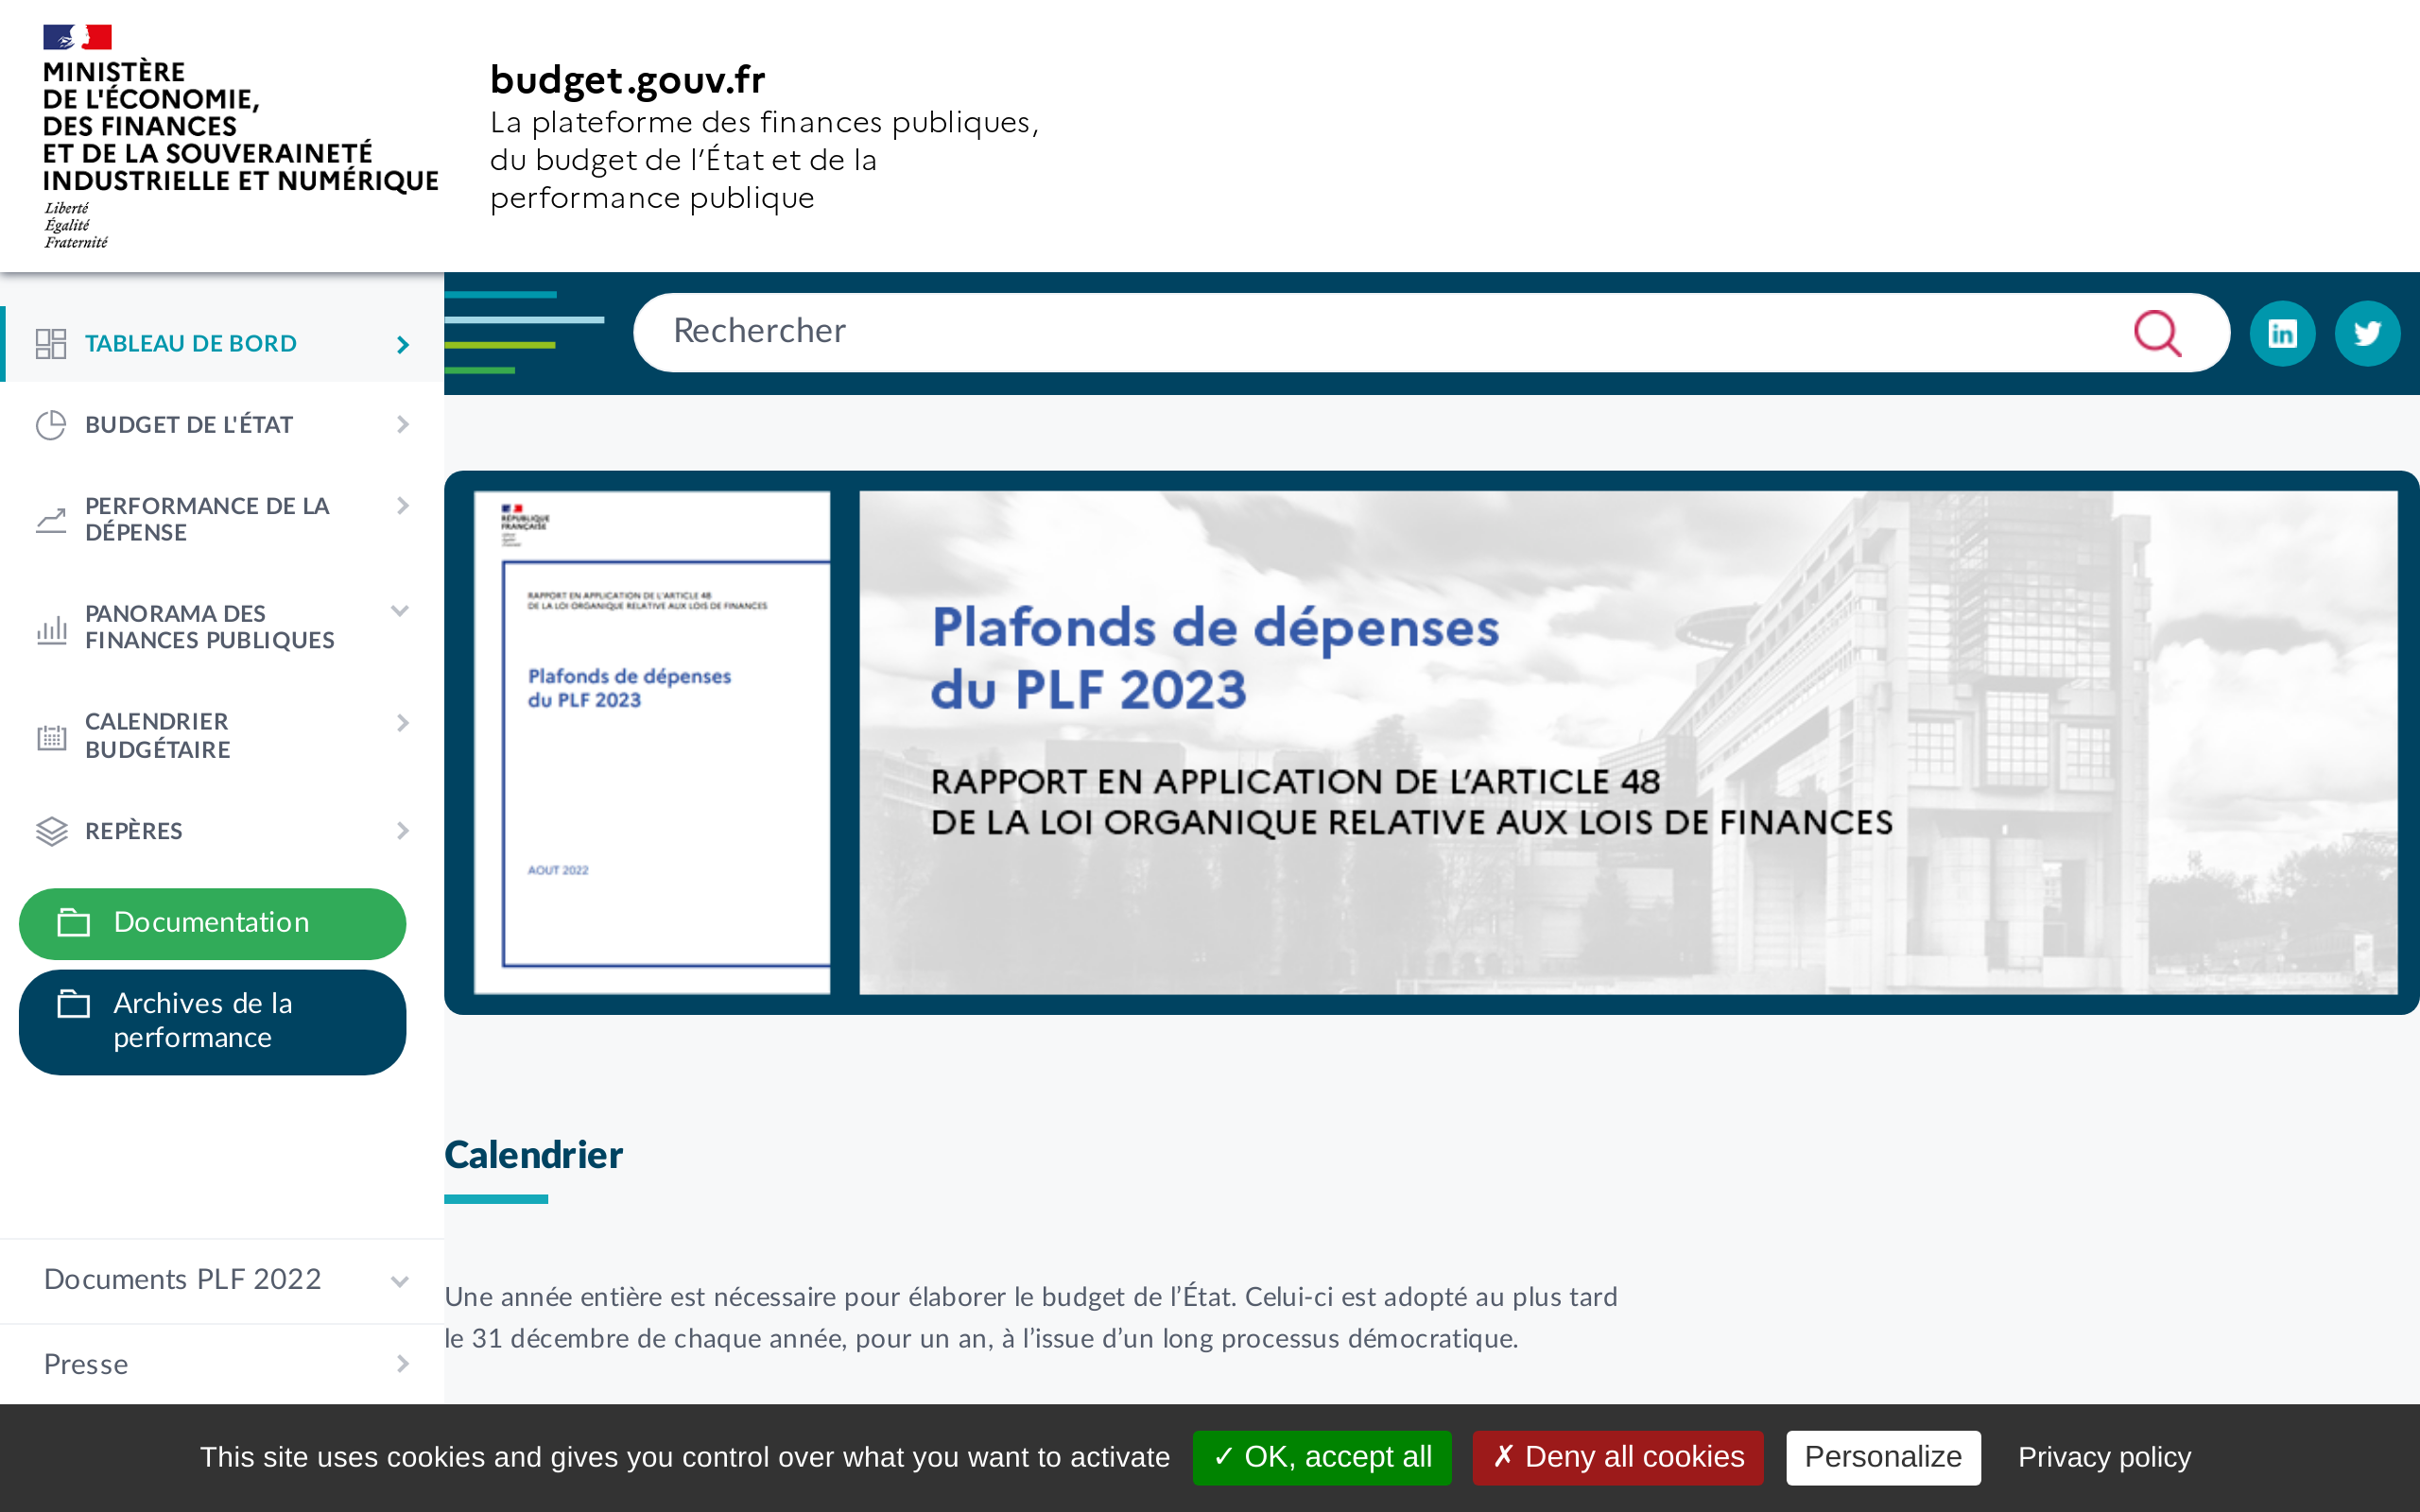 MINISTÈRE
DE L'ÉCONOMIE,
DES FINANCES
ET DE LA SOUVERAINETÉ
INDUSTRIELLE ET NUMÉRIQUE
Liberté
Égalité
Fraternité
budget.gouv.fr
La plateforme des finances publiques,
du budget de l’État et de la
performance publique
TABLEAU DE BORD
BUDGET DE L'ÉTAT
PERFORMANCE DE LA
DÉPENSE
PANORAMA DES
FINANCES PUBLIQUES
CALENDRIER
BUDGÉTAIRE
REPÈRES
Documentation
Archives de la
performance
Documents PLF 2022
Presse
Rechercher
in
RÉPUBLIQUE
FRANÇAISE
Liberté
Égalité
Fraternité
RAPPORT EN APPLICATION DE L'ARTICLE 48
DE LA LOI ORGANIQUE RELATIVE AUX LOIS DE FINANCES
Plafonds de dépenses
du PLF 2023
AOUT 2022
Plafonds de dépenses
du PLF 2023
RAPPORT EN APPLICATION DE L’ARTICLE 48
DE LA LOI ORGANIQUE RELATIVE AUX LOIS DE FINANCES
Calendrier
Une année entière est nécessaire pour élaborer le budget de l’État. Celui-ci est adopté au plus tard
le 31 décembre de chaque année, pour un an, à l’issue d’un long processus démocratique.
This site uses cookies and gives you control over what you want to activate
✓ OK, accept all
✗ Deny all cookies
Personalize
Privacy policy